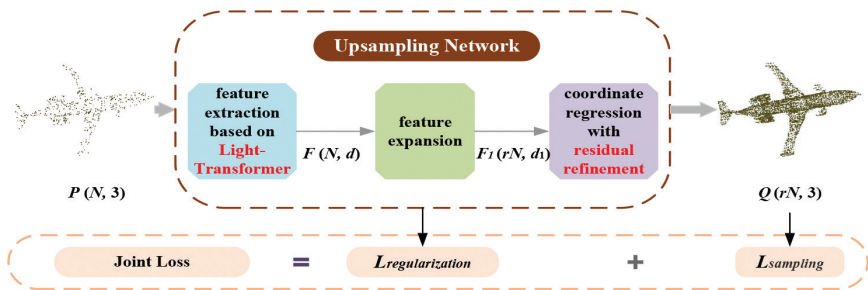 Upsampling Network
feature
extraction
based on
Light-
Transformer
F (N, d)
feature
expansion
F₁(rN, d₁)
coordinate
regression
with
residual
refinement
P (N, 3)
Q (rN, 3)
Joint Loss = Lregularization + Lsampling